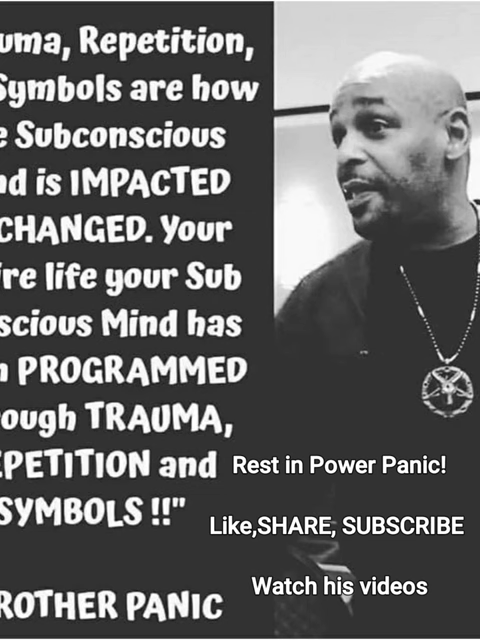 uma, Repetition,
Symbols are how
e Subconscious
nd is IMPACTED
CHANGED. Your
ire life your Sub
scious Mind has
n PROGRAMMED
ough TRAUMA,
EPETITION and
SYMBOLS !!"
ROTHER PANIC
Rest in Power Panic!
Like,SHARE, SUBSCRIBE
Watch his videos